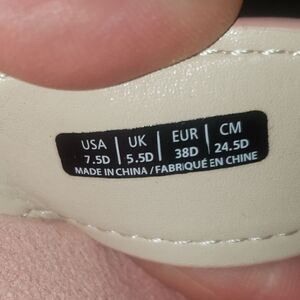 USA | UK | EUR | CM
7.5D | 5.5D | 38D | 24.5D
MADE IN CHINA / FABRIQUÉ EN CHINE